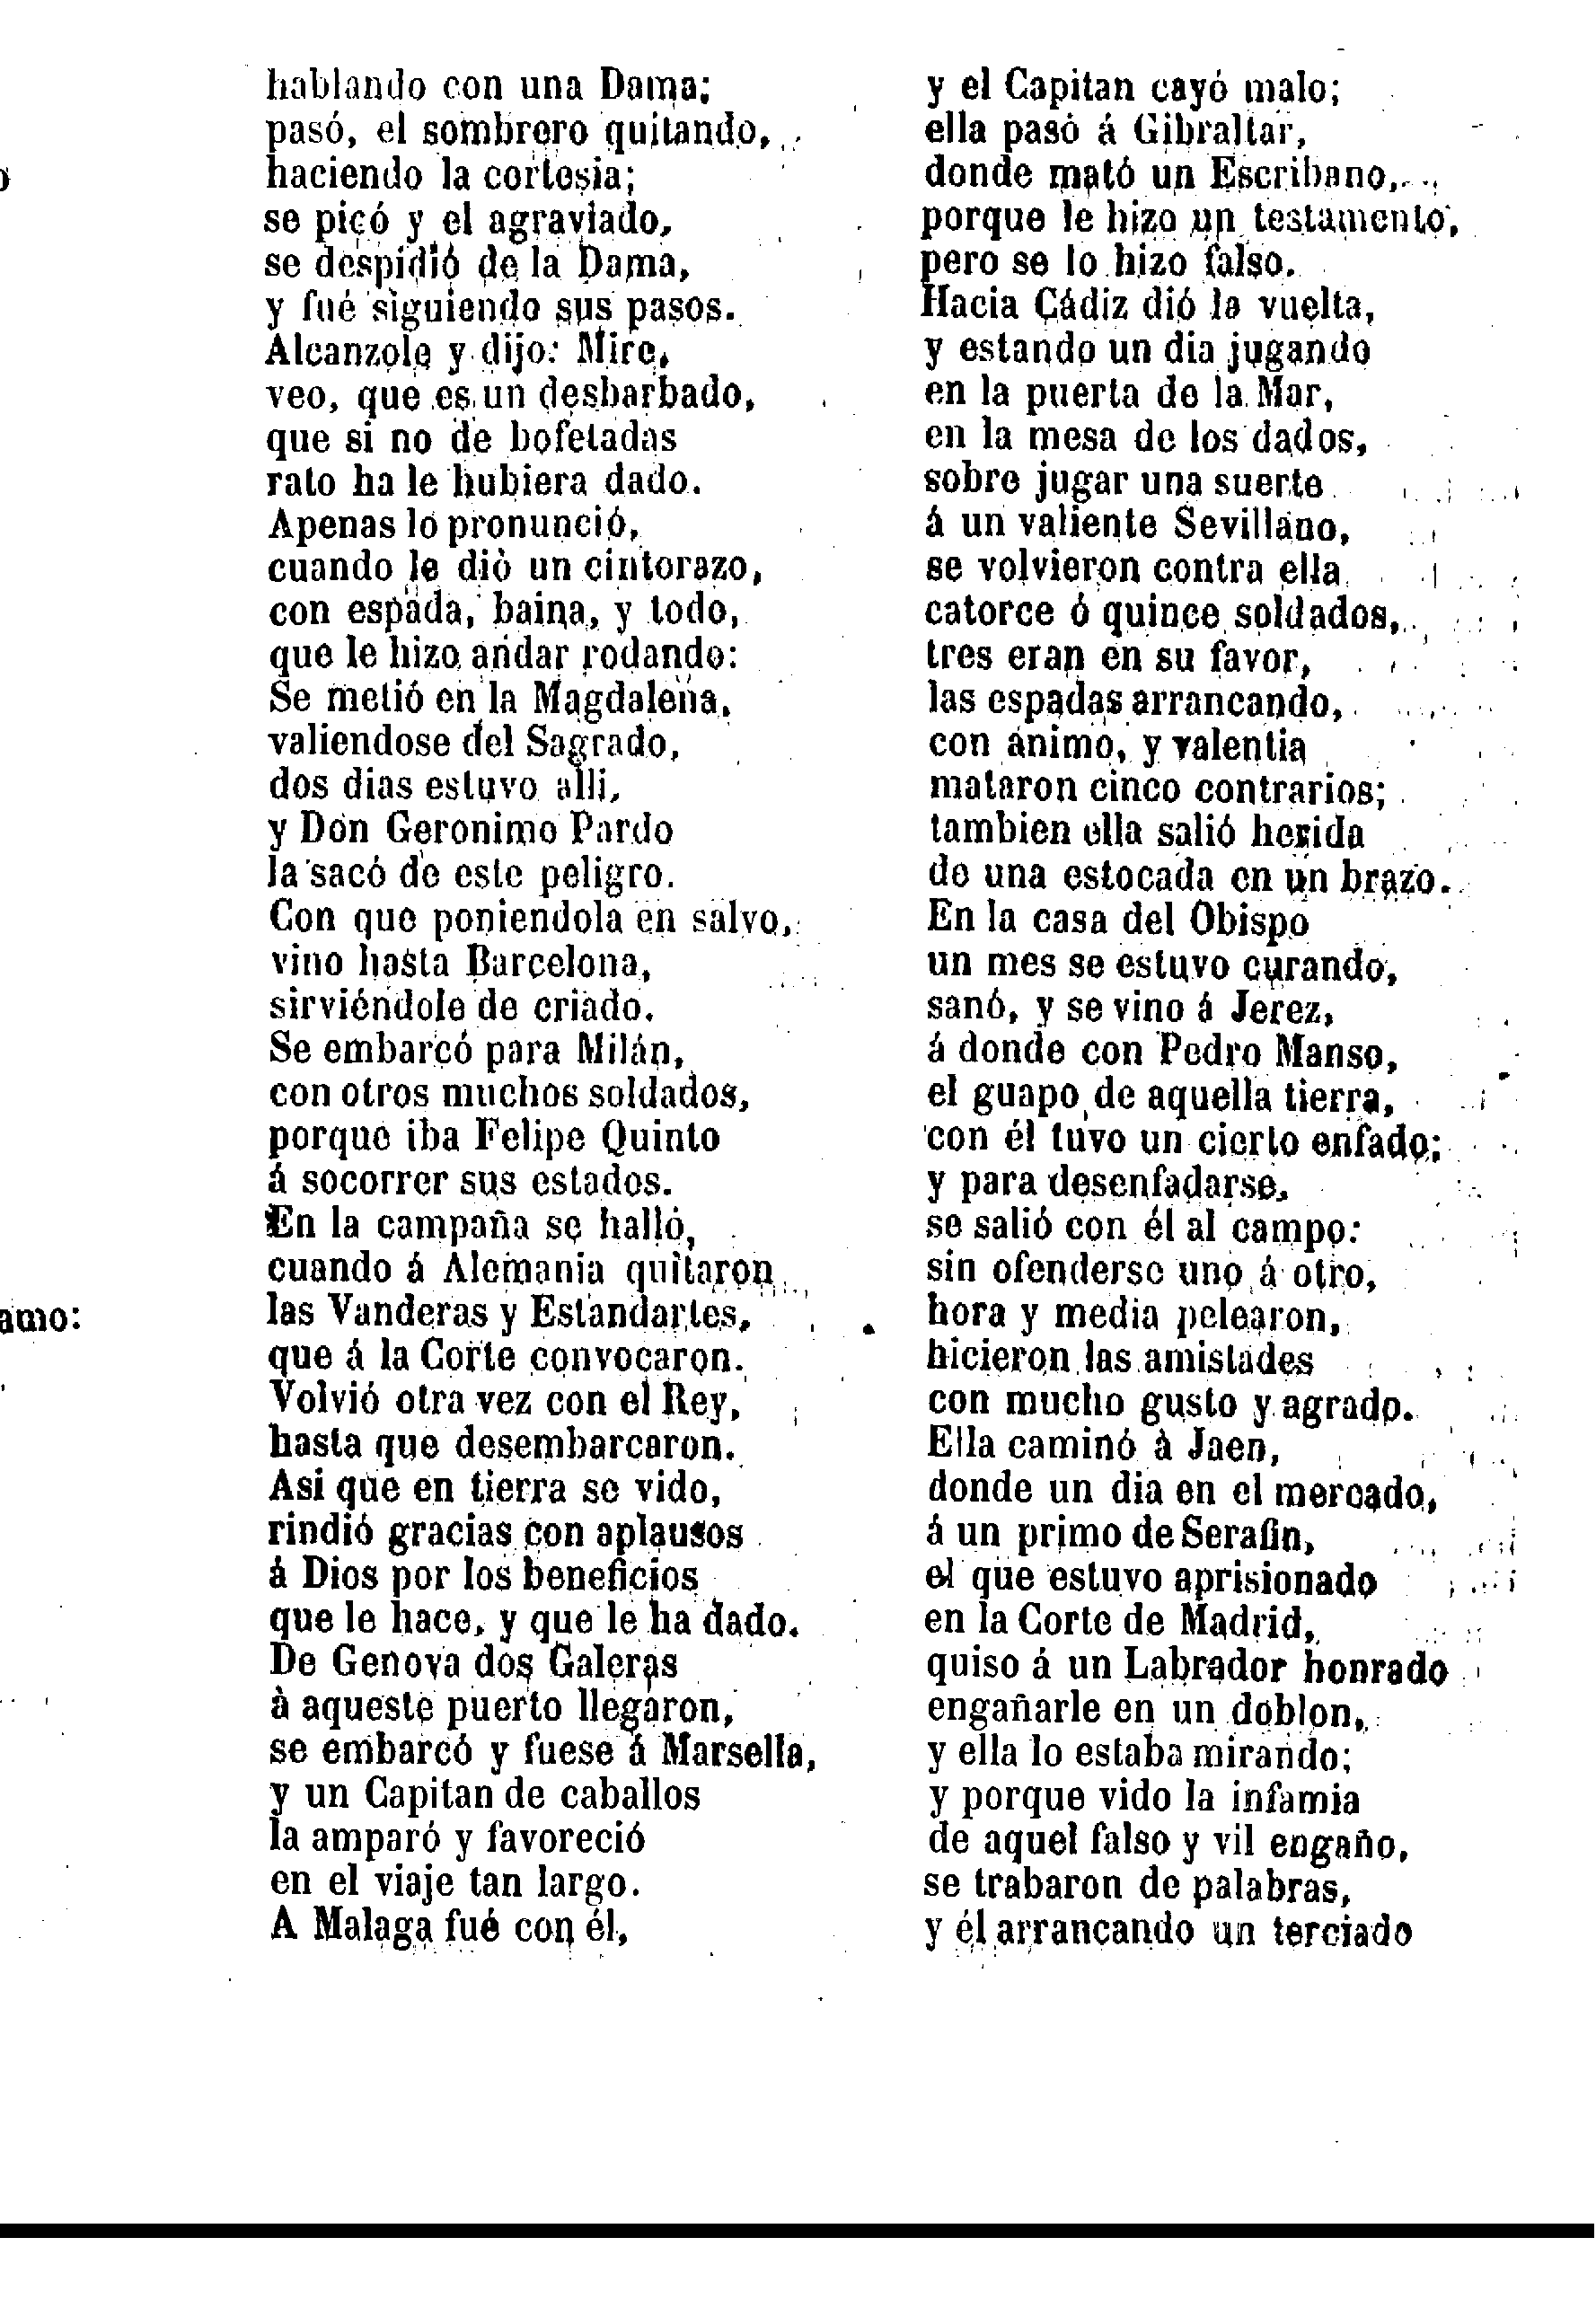 hablando con una Dama;
pasó, el sombrero quitando,
haciendo la cortesia;
se picó y el agraviado,
se despidió de la Dama,
y fué siguiendo sus pasos.
Alcanzole y dijo: Mire,
veo, que es un desbarbado,
que si no de bofetadas
rato ha le hubiera dado.
Apenas lo pronunció,
cuando le diò un cintorazo,
con espada, baina, y todo,
que le hizo andar rodando:
Se metió en la Magdalena,
valiendose del Sagrado,
dos dias estuvo alli,
y Don Geronimo Pardo
la sacó de este peligro.
Con que poniendola en salvo,
vino hasta Barcelona,
sirviéndole de criado.
Se embarcó para Milán,
con otros muchos soldados,
porque iba Felipe Quinto
á socorrer sus estados.
En la campaña se halló,
cuando á Alemania quitaron
las Vanderas y Estandartes,
que á la Corte convocaron.
Volvió otra vez con el Rey,
hasta que desembarcaron.
Asi que en tierra se vido,
rindió gracias con aplausos
á Dios por los beneficios
que le hace, y que le ha dado.
De Genova dos Galeras
à aqueste puerto llegaron,
se embarcó y fuese á Marsella,
y un Capitan de caballos
la amparó y favoreció
en el viaje tan largo.
A Malaga fué con él,
y el Capitan cayó malo;
ella pasó á Gibraltar,
donde mató un Escribano,
porque le hizo un testamento,
pero se lo hizo falso.
Hacia Cádiz dió la vuelta,
y estando un dia jugando
en la puerta de la Mar,
en la mesa de los dados,
sobre jugar una suerte
á un valiente Sevillano,
se volvieron contra ella
catorce ó quince soldados,
tres eran en su favor,
las espadas arrancando,
con ánimo, y valentia
mataron cinco contrarios;
tambien ella salió herida
de una estocada en un brazo.
En la casa del Obispo
un mes se estuvo curando,
sanó, y se vino á Jerez,
á donde con Pedro Manso,
el guapo de aquella tierra,
con él tuvo un cierto enfado;
y para desenfadarse,
se salió con él al campo:
sin ofenderse uno á otro,
hora y media pelearon,
hicieron las amistades
con mucho gusto y agrado.
Ella caminó à Jaen,
donde un dia en el mercado,
á un primo de Serafin,
el que estuvo aprisionado
en la Corte de Madrid,
quiso á un Labrador honrado
engañarle en un doblon,
y ella lo estaba mirando;
y porque vido la infamia
de aquel falso y vil engaño,
se trabaron de palabras,
y él arrancando un terciado
amo: